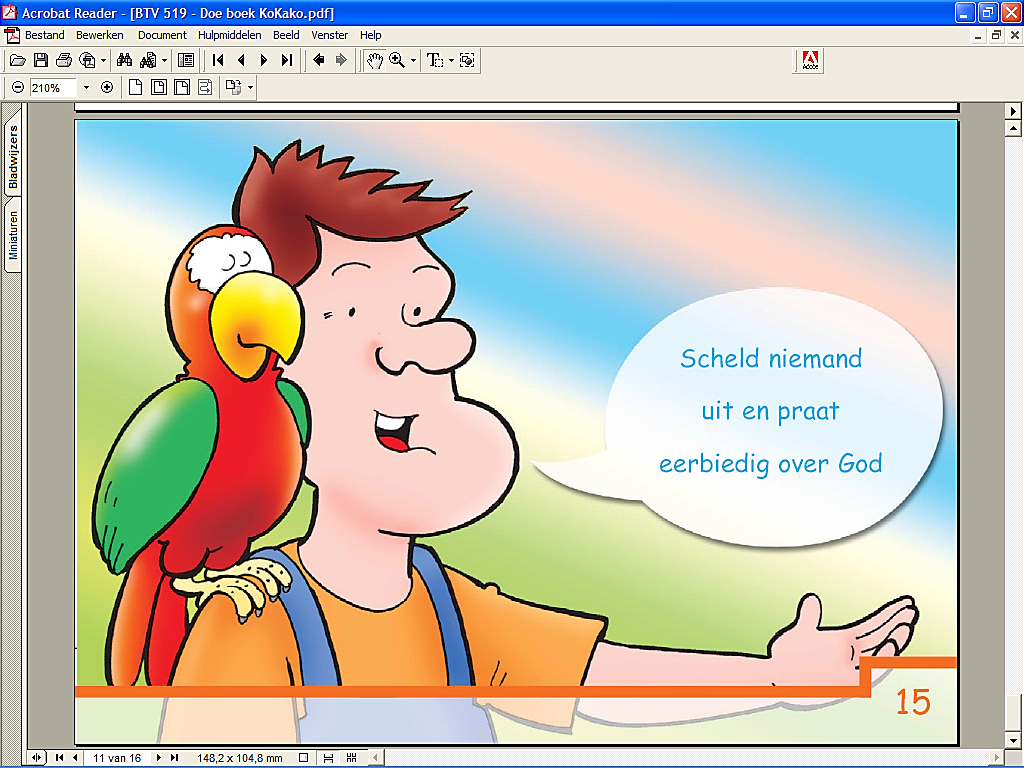 Acrobat Reader - [BTV 519 - Doe boek KoKako.pdf]
Bestand Bewerken Document Hulpmiddelen Beeld Venster Help
Adobe
210%
Bladwijzers
Miniaturen
Scheld niemand
uit en praat
eerbiedig over God
15
11 van 16 148,2 x 104,8 mm